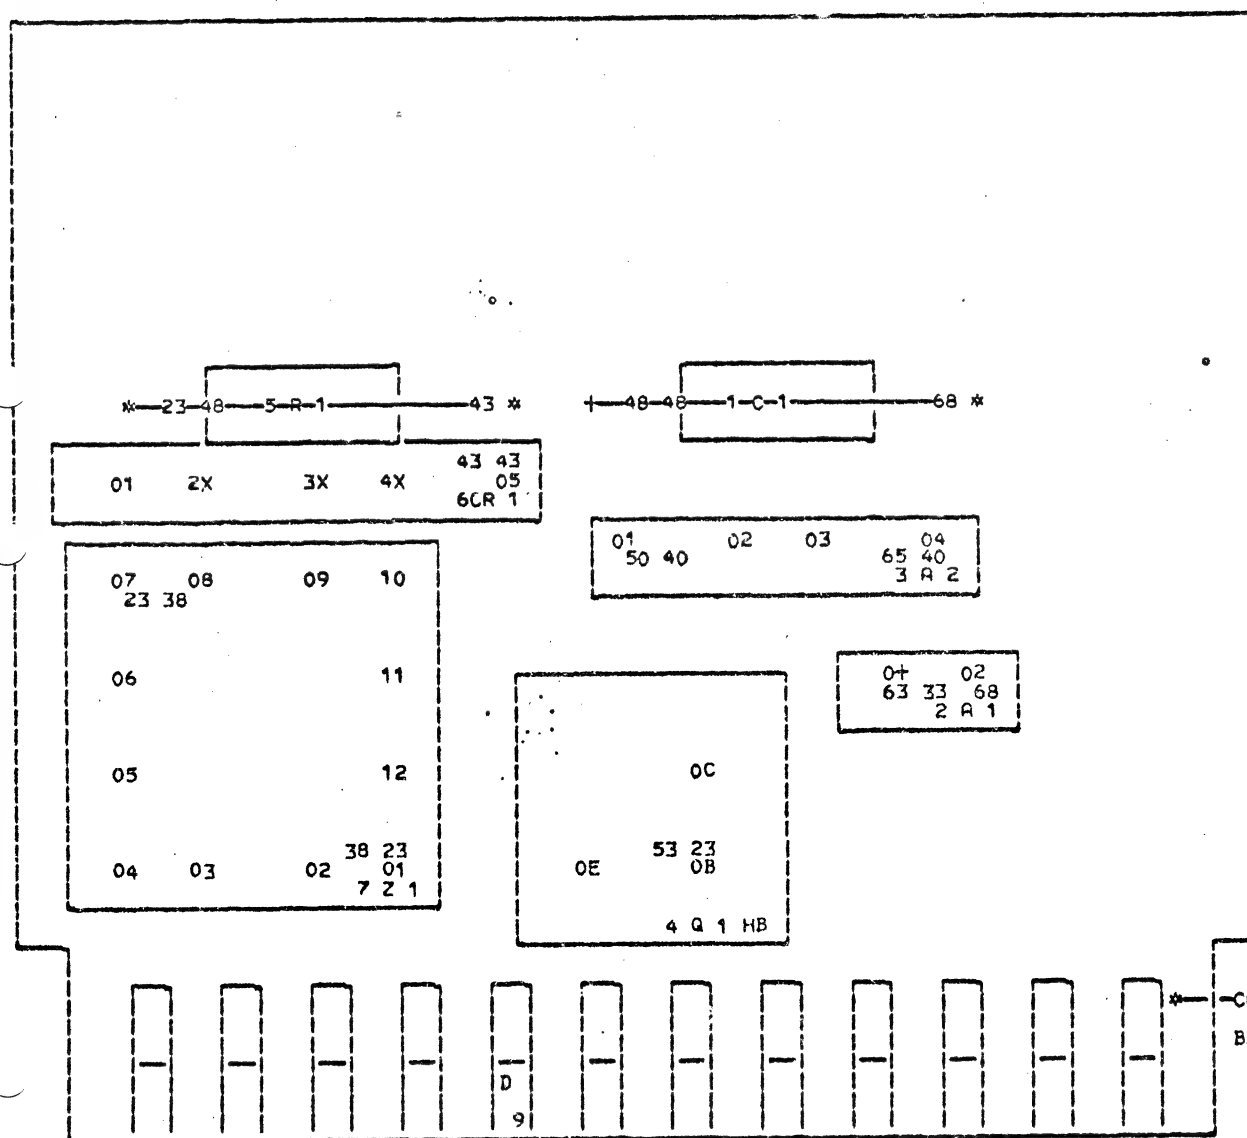 *—23—48—5—R—1—43 *
+—48—48—1—C—1—68 *
43 43
01 2X 3X 4X 05
6CR 1
01 02 03 04
50 40 65 40
3 A 2
07 08 09 10
23 38
06 11
05 12
38 23
04 03 02 01
7 Z 1
0+ 02
63 33 68
2 A 1
0C
53 23
0E 0B
4 Q 1 HB
*— —C
B
D
9